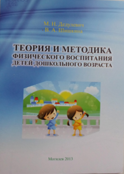 ТЕОРИЯ И МЕТОДИКА
ФИЗИЧЕСКОГО ВОСПИТАНИЯ
ДЕТЕЙ ДОШКОЛЬНОГО ВОЗРАСТА